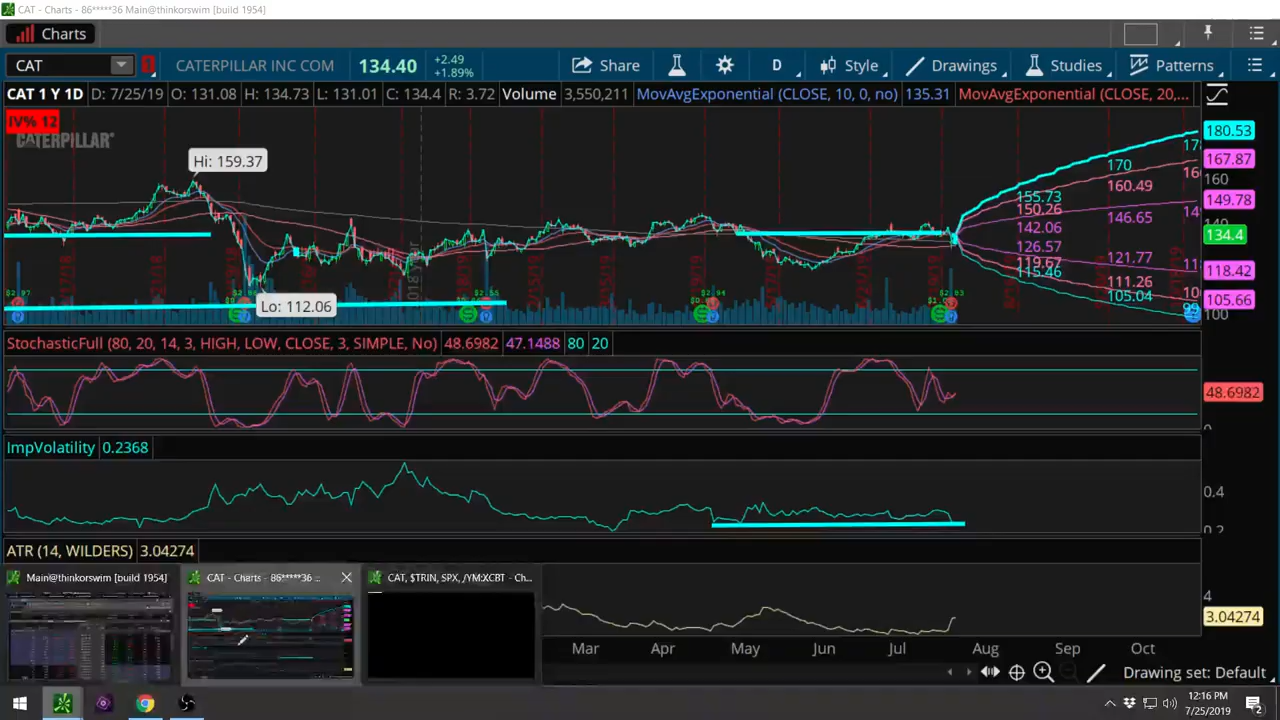 CAT - Charts - 86*****36 Main@thinkorswim [build 1954]
Charts
CAT 1 CATERPILLAR INC COM 134.40 +2.49 +1.89% Share D Style Drawings Studies Patterns
CAT 1 Y 1D D: 7/25/19 O: 131.08 H: 134.73 L: 131.01 C: 134.4 R: 3.72 Volume 3,550,211 MovAvgExponential (CLOSE, 10, 0, no) 135.31 MovAvgExponential (CLOSE, 20,...
IV% 12
CATERPILLAR®
Hi: 159.37
Lo: 112.06
180.53
170
167.87
160.49
160
155.73
150.26
149.78
146.65
142.06
140
134.4
126.57
121.77
119.67
118.42
115.46
111.26
105.66
105.04
100
StochasticFull (80, 20, 14, 3, HIGH, LOW, CLOSE, 3, SIMPLE, No) 48.6982 47.1488 80 20
48.6982
ImpVolatility 0.2368
0.4
0.2
ATR (14, WILDERS) 3.04274
Main@thinkorswim [build 1954]
CAT - Charts - 86*****36 ...
CAT, $TRIN, SPX, /YM:XCBT - Ch...
4
3.04274
Mar Apr May Jun Jul Aug Sep Oct
Drawing set: Default
12:16 PM
7/25/2019
2